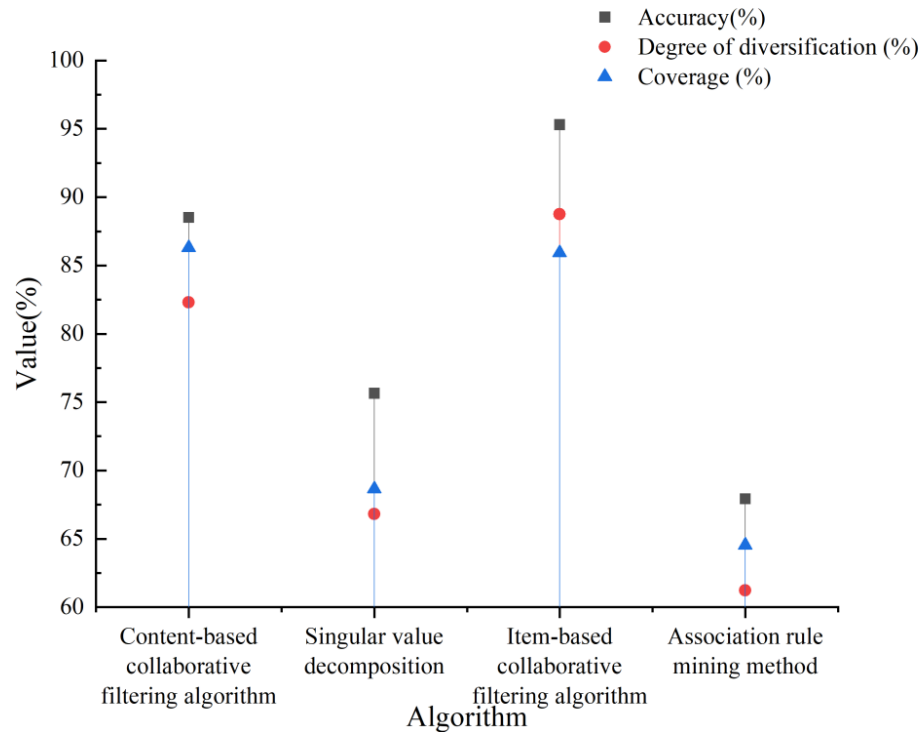 Accuracy(%)
Degree of diversification (%)
Coverage (%)
100
95
90
85
80
75
70
65
60
Value(%)
Content-based
collaborative
filtering algorithm
Singular value
decomposition
Item-based
collaborative
filtering algorithm
Association rule
mining method
Algorithm